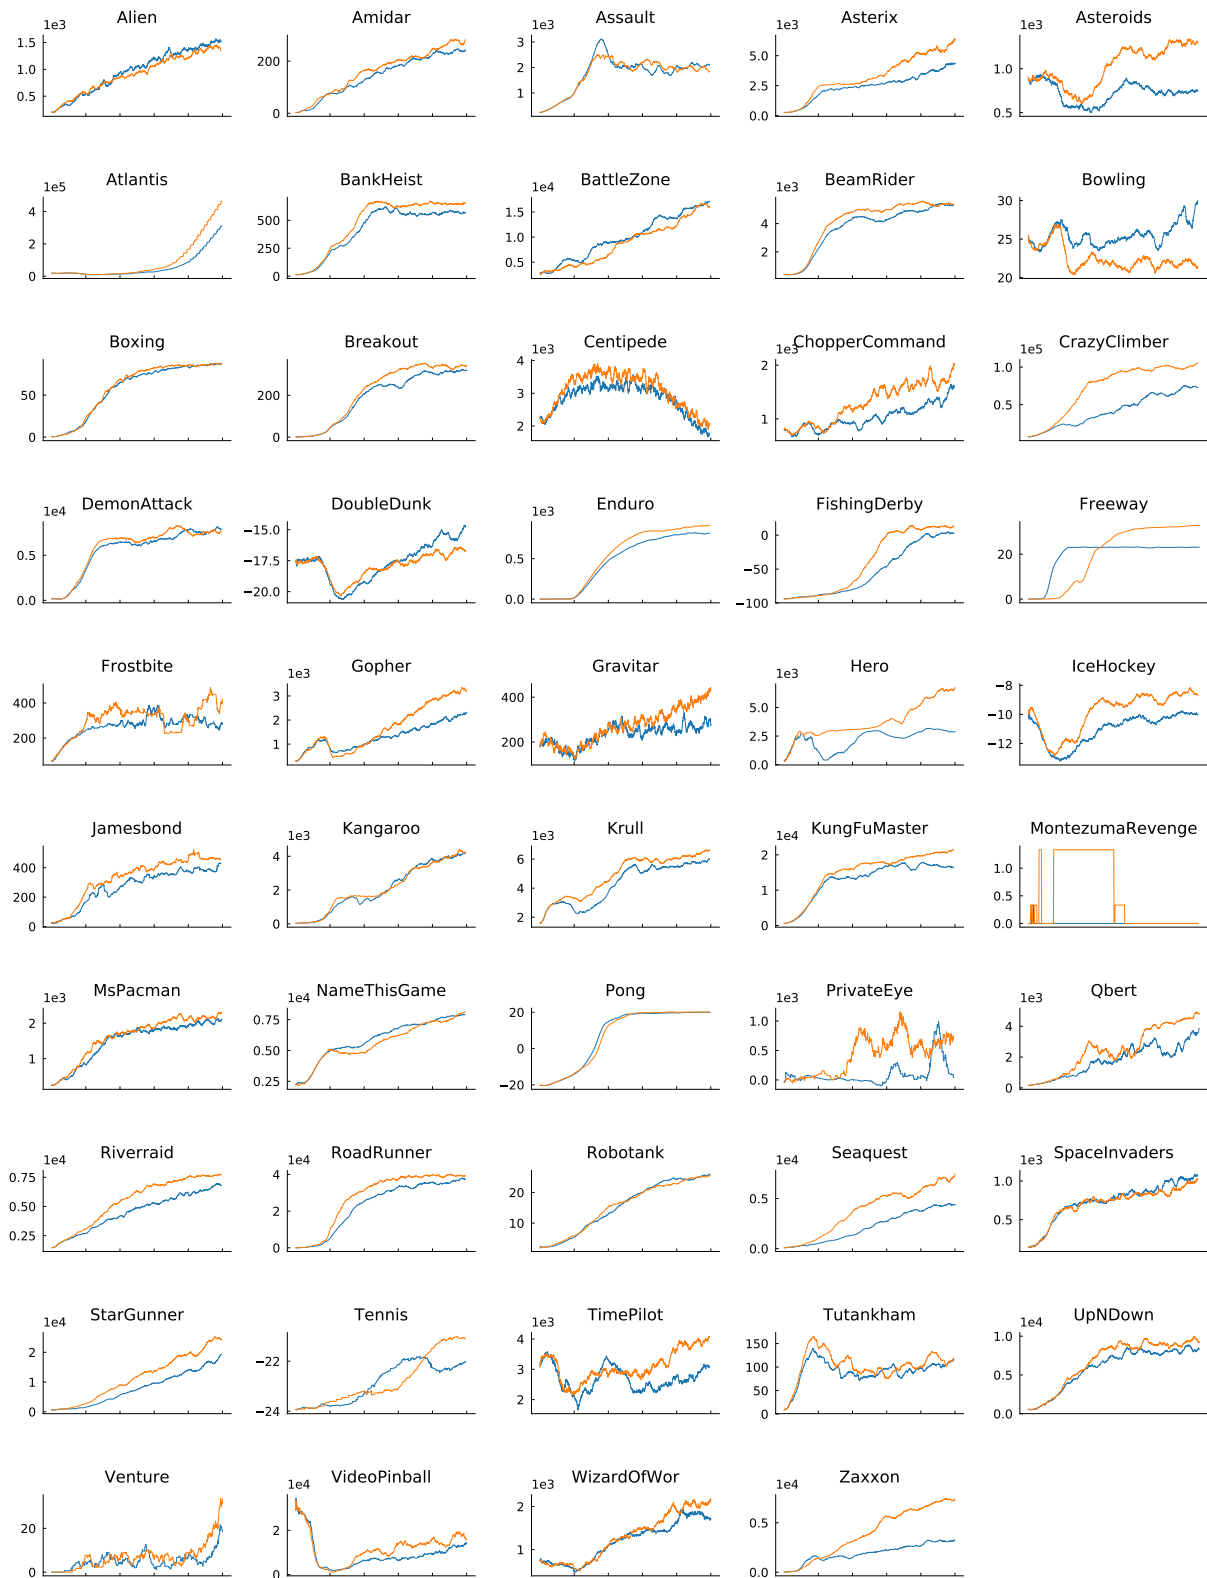 Alien
1e3
1.5
1.0
0.5
Amidar
200
0
Assault
1e3
3
2
1
Asterix
1e3
5.0
2.5
0.0
Asteroids
1e3
1.0
0.5
Atlantis
1e5
4
2
0
BankHeist
500
250
0
BattleZone
1e4
1.5
1.0
0.5
BeamRider
1e3
4
2
Bowling
30
25
20
Boxing
50
0
Breakout
200
0
Centipede
1e3
4
3
2
ChopperCommand
1e3
2
1
CrazyClimber
1e5
1.0
0.5
DemonAttack
1e4
0.5
0.0
DoubleDunk
−15.0
−17.5
−20.0
Enduro
1e3
0.5
0.0
FishingDerby
0
−50
−100
Freeway
20
0
Frostbite
400
200
Gopher
1e3
3
2
1
Gravitar
400
200
Hero
1e3
5.0
2.5
0.0
IceHockey
−8
−10
−12
Jamesbond
400
200
0
Kangaroo
1e3
4
2
0
Krull
1e3
6
4
2
KungFuMaster
1e4
2
1
0
MontezumaRevenge
1.0
0.5
0.0
MsPacman
1e3
2
1
NameThisGame
1e4
0.75
0.50
0.25
Pong
20
0
−20
PrivateEye
1e3
1.0
0.5
0.0
Qbert
1e3
4
2
0
Riverraid
1e4
0.75
0.50
0.25
RoadRunner
1e4
4
2
0
Robotank
20
10
Seaquest
1e4
0.5
0.0
SpaceInvaders
1e3
1.0
0.5
StarGunner
1e4
2
1
0
Tennis
−22
−24
TimePilot
1e3
4
3
2
Tutankham
150
100
50
0
UpNDown
1e4
1.0
0.5
0.0
Venture
20
0
VideoPinball
1e4
2
0
WizardOfWor
1e3
2
1
Zaxxon
1e4
0.5
0.0